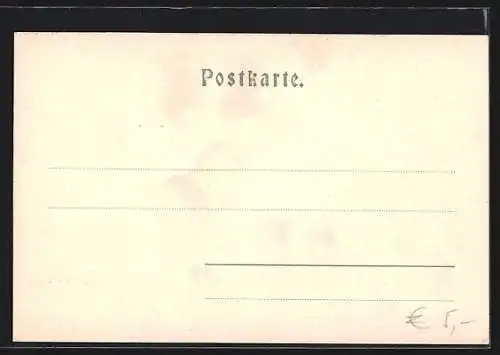 Postkarte.
€ 5,-